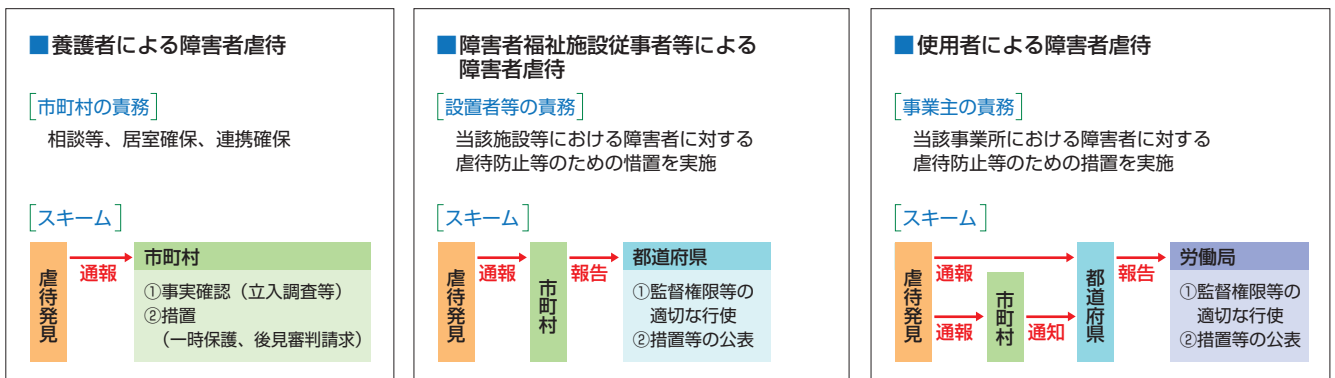 ■養護者による障害者虐待
[市町村の責務]
相談等、居室確保、連携確保
[スキーム]
虐待発見
通報
市町村
①事実確認（立入調査等）
②措置
（一時保護、後見審判請求）
■障害者福祉施設従事者等による
障害者虐待
[設置者等の責務]
当該施設等における障害者に対する
虐待防止等のための惜置を実施
[スキーム]
虐待発見
通報
市町村
報告
都道府県
①監督権限等の
適切な行使
②措置等の公表
■使用者による障害者虐待
[事業主の責務]
当該事業所における障害者に対する
虐待防止等のための措置を実施
[スキーム]
虐待発見
通報
通報
市町村
通知
都道府県
報告
労働局
①監督権限等の
適切な行使
②措置等の公表